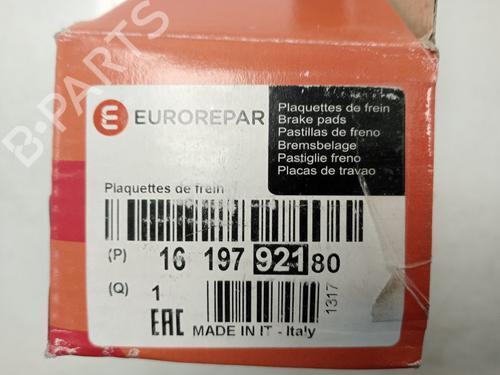 EUROREPAR
Plaquettes de frein
Brake pads
Pastillas de freno
Bremsbelage
Pastiglie freno
Placas de travao
Plaquettes de frein
(P) 16 197 921 80
(Q) 1
1317
EAC MADE IN IT - Italy
B-PARTS